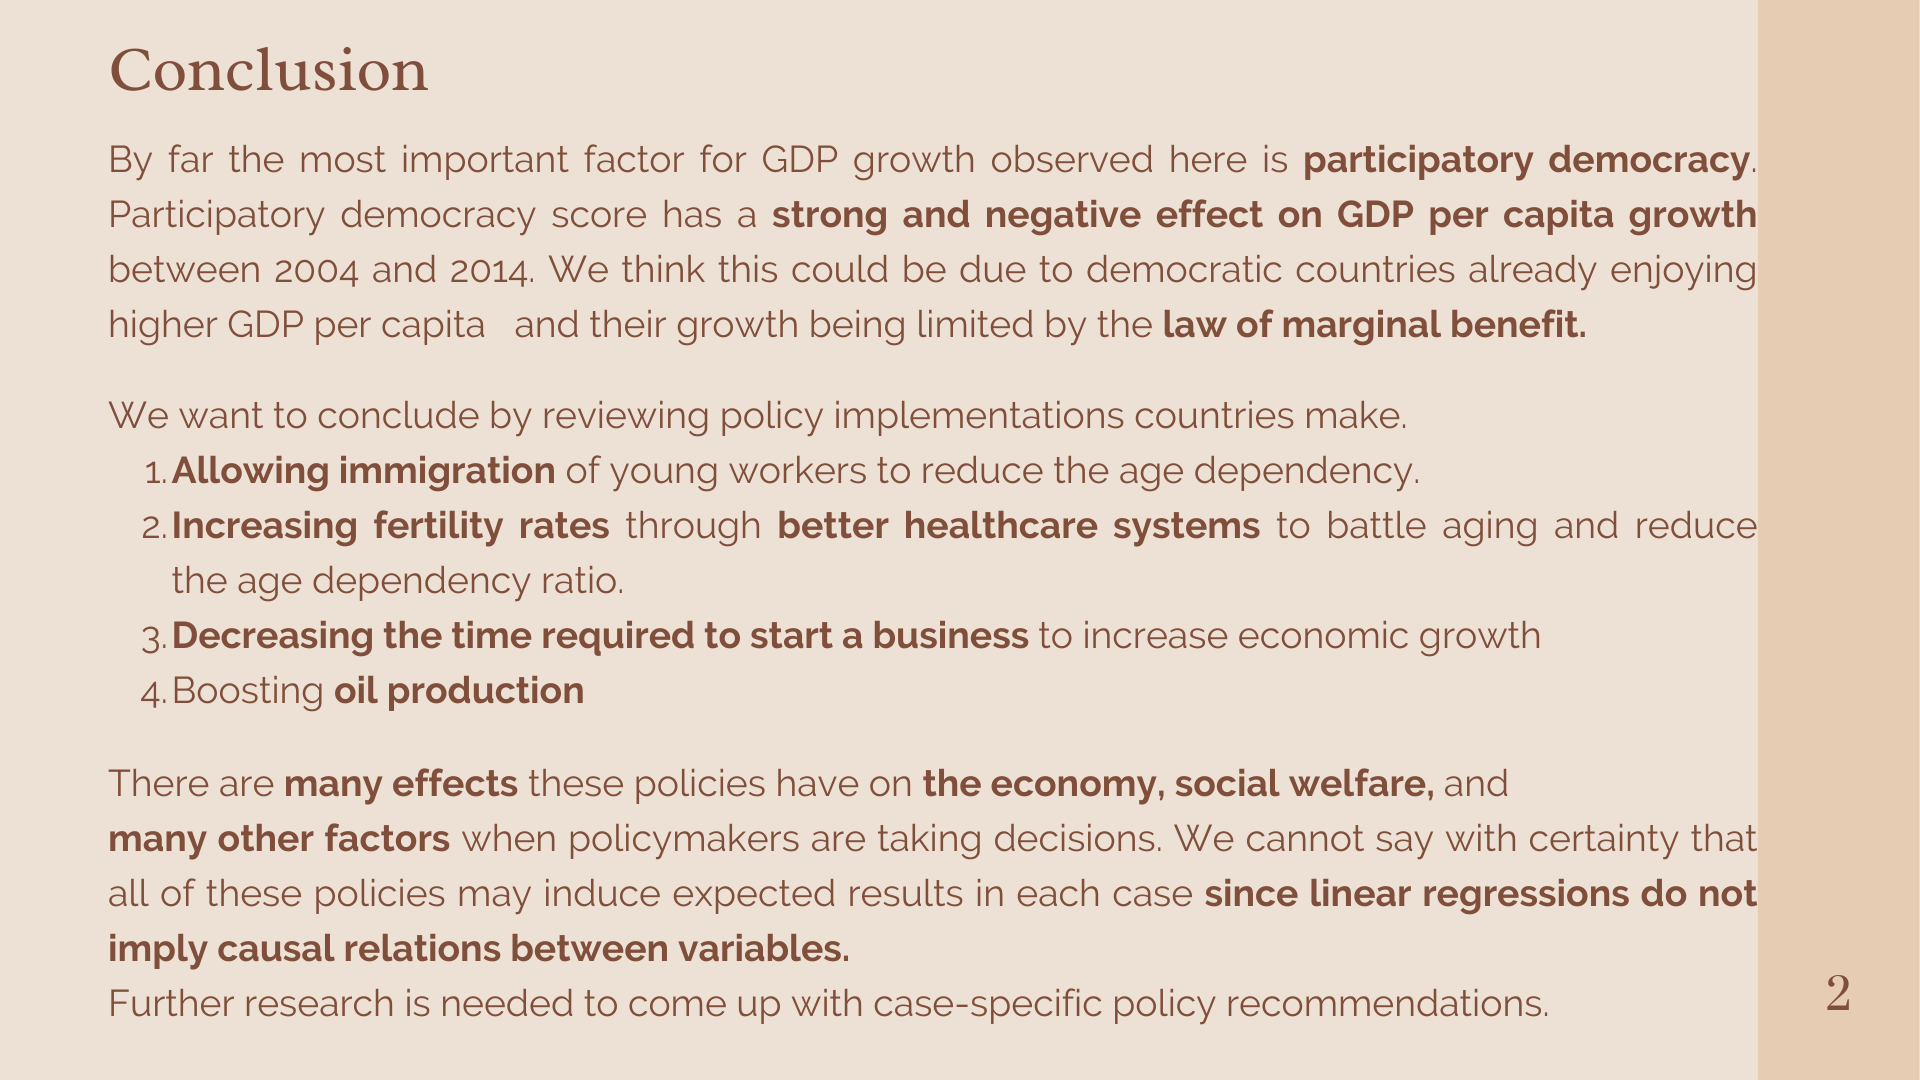 Conclusion
By far the most important factor for GDP growth observed here is participatory democracy.
Participatory democracy score has a strong and negative effect on GDP per capita growth
between 2004 and 2014. We think this could be due to democratic countries already enjoying
higher GDP per capita and their growth being limited by the law of marginal benefit.
We want to conclude by reviewing policy implementations countries make.
1. Allowing immigration of young workers to reduce the age dependency.
2. Increasing fertility rates through better healthcare systems to battle aging and reduce
the age dependency ratio.
3. Decreasing the time required to start a business to increase economic growth
4. Boosting oil production
There are many effects these policies have on the economy, social welfare, and
many other factors when policymakers are taking decisions. We cannot say with certainty that
all of these policies may induce expected results in each case since linear regressions do not
imply causal relations between variables.
Further research is needed to come up with case-specific policy recommendations.
2